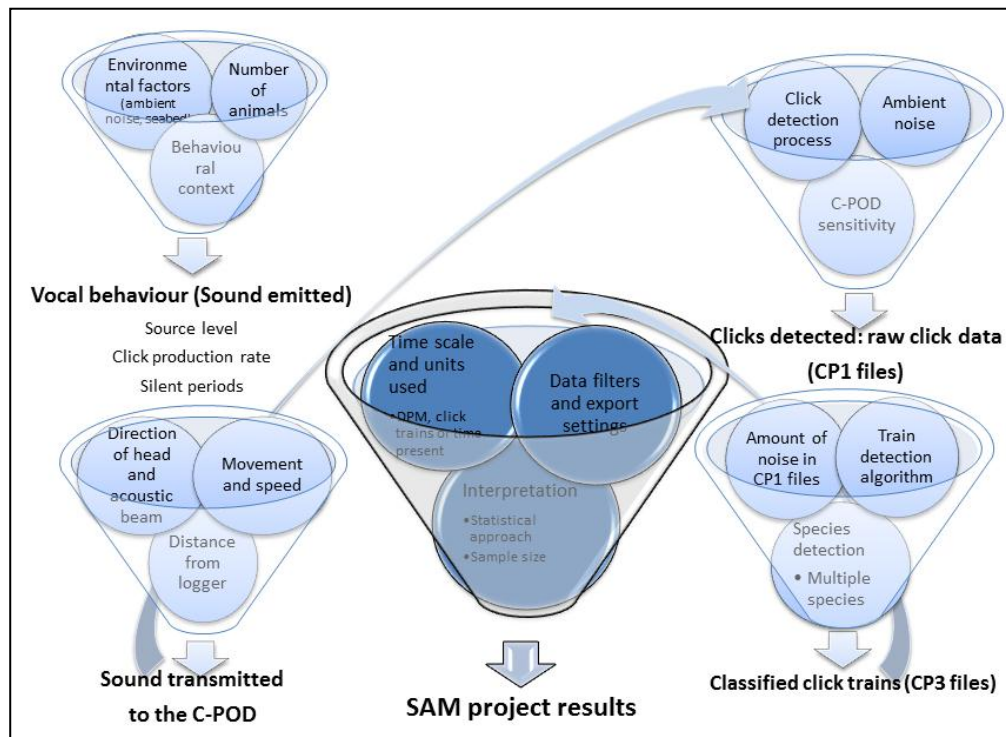 Environme
ntal factors
(ambient
noise, seabed)
Number
of
animals
Behaviou
ral
context
Vocal behaviour (Sound emitted)
Source level
Click production rate
Silent periods
Direction
of head
and
acoustic
beam
Movement
and speed
Distance
from
logger
Sound transmitted
to the C-POD
Click
detection
process
Ambient
noise
C-POD
sensitivity
Clicks detected: raw click data
(CP1 files)
Amount of
noise in
CP1 files
Train
detection
algorithm
Species
detection
• Multiple
species
Classified click trains (CP3 files)
Time scale
and units
used
•DPM, click
trains or time
present
Data filters
and export
settings
Interpretation
•Statistical
approach
•Sample size
SAM project results